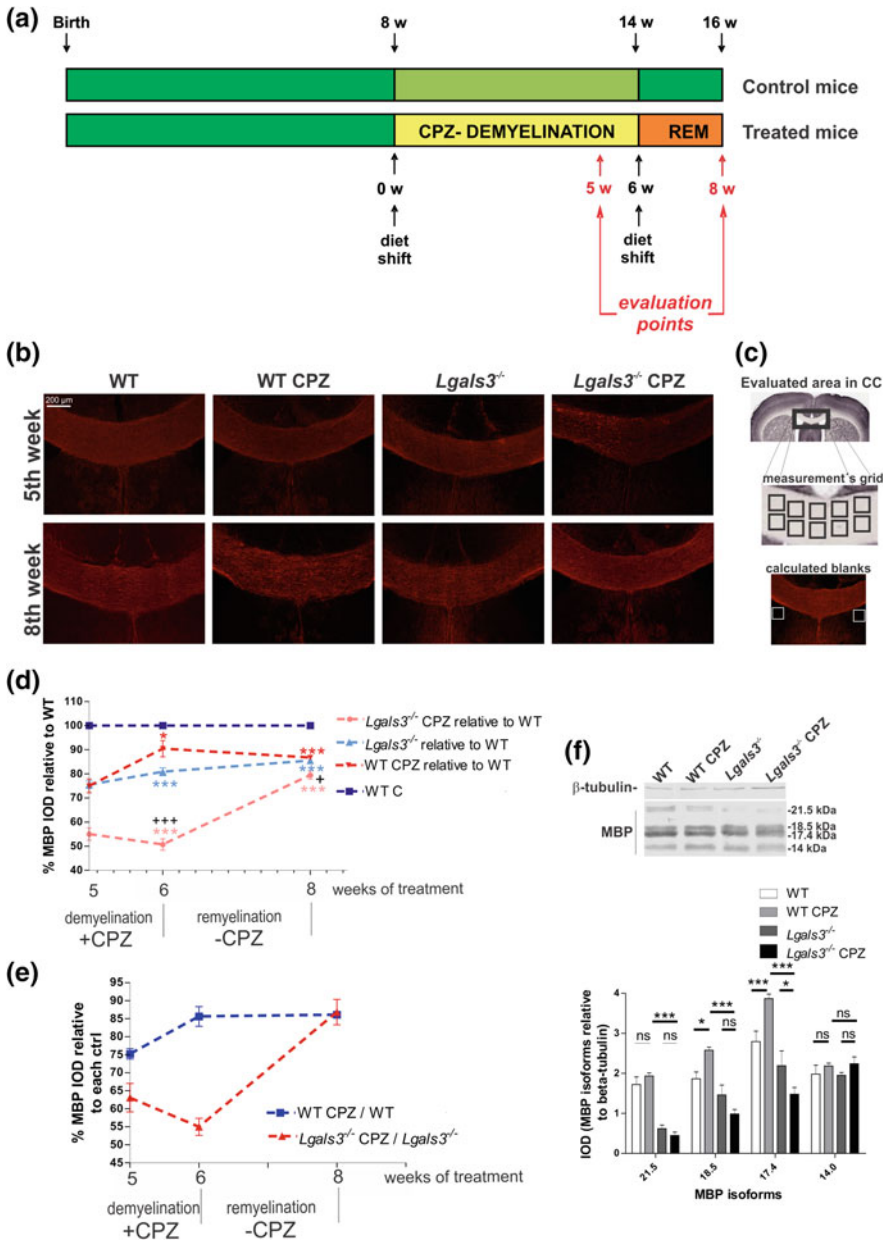 (a)
Birth
8 w
14 w
16 w
Control mice
CPZ- DEMYELINATION
REM
Treated mice
0 w
5 w
6 w
8 w
diet shift
diet shift
evaluation points
(b)
WT
WT CPZ
Lgals3-/-
Lgals3-/- CPZ
5th week
200 µm
8th week
(c)
Evaluated area in CC
measurement´s grid
calculated blanks
(d)
% MBP IOD relative to WT
110
100
90
80
70
60
50
40
*
***
+++
***
***
***
+
***
Lgals3-/- CPZ relative to WT
Lgals3-/- relative to WT
WT CPZ relative to WT
WT C
5
6
8
weeks of treatment
demyelination
remyelination
+CPZ
-CPZ
(e)
% MBP IOD relative
to each ctrl
95
90
85
80
75
70
65
60
55
50
45
WT CPZ / WT
Lgals3-/- CPZ / Lgals3-/-
5
6
8
weeks of treatment
demyelination
remyelination
+CPZ
-CPZ
(f)
WT
WT CPZ
Lgals3-/-
Lgals3-/- CPZ
β-tubulin-
MBP
-21.5 kDa
-18.5 kDa
-17.4 kDa
-14 kDa
WT
WT CPZ
Lgals3-/-
Lgals3-/- CPZ
IOD (MBP isoforms relative
to beta-tubulin)
4
3
2
1
0
ns
***
ns
*
***
ns
***
***
*
ns
ns
ns
21.5
18.5
17.4
14.0
MBP isoforms